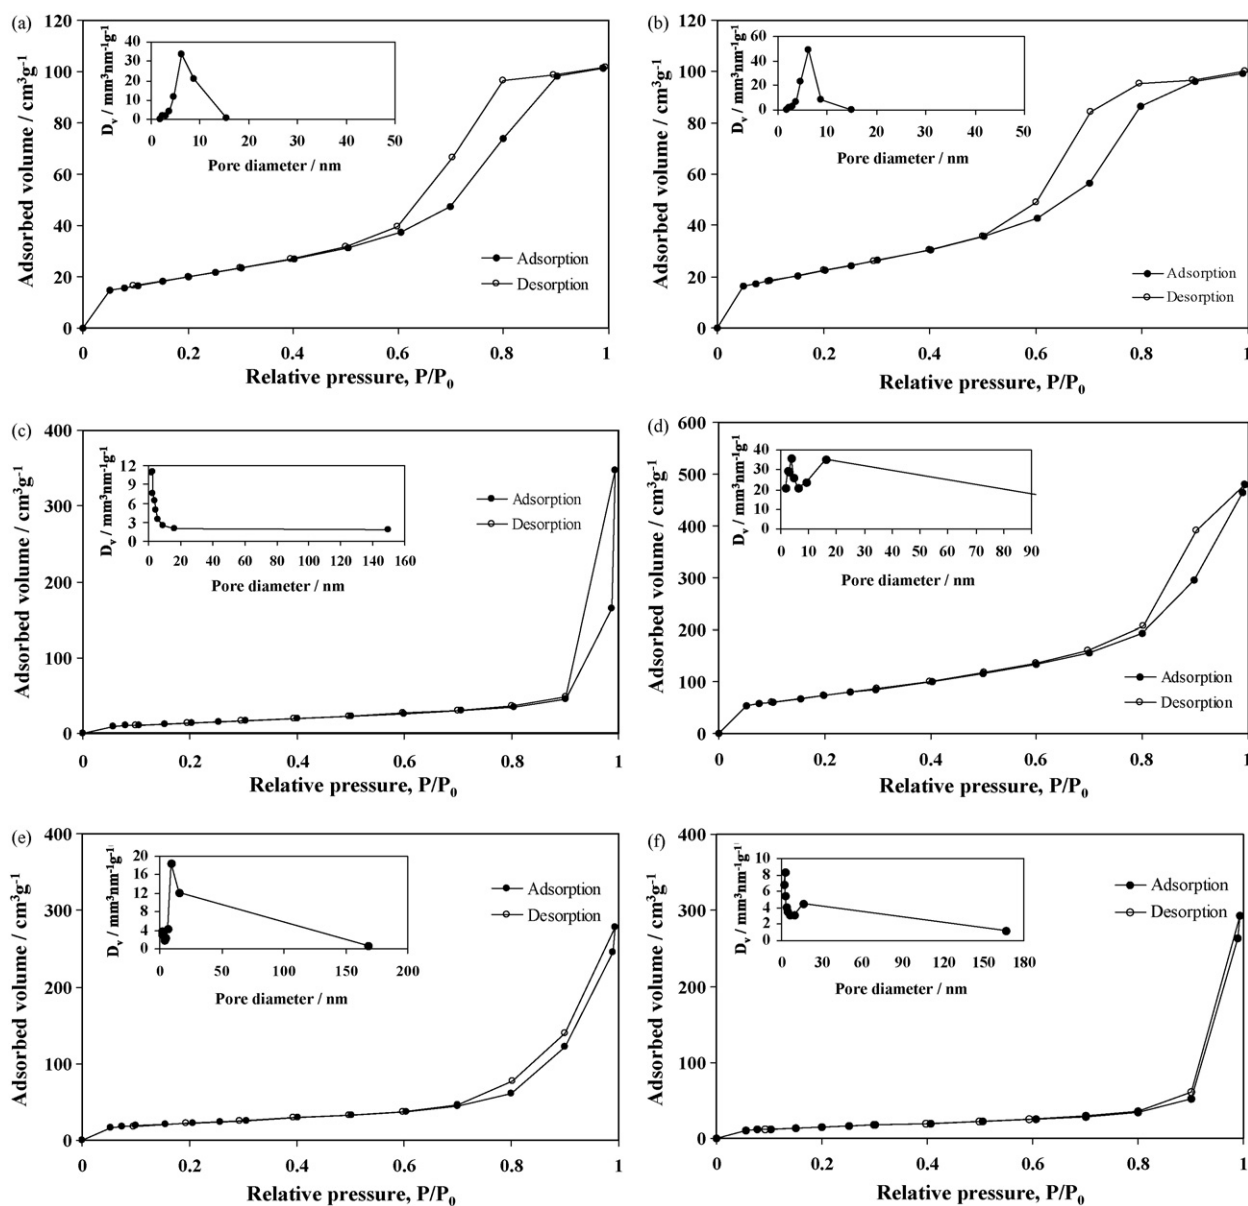 (a)
120
100
80
60
40
20
0
Adsorbed volume / cm³g⁻¹
Dᵥ / mm³nm⁻¹g⁻¹
40
30
20
10
0
0 10 20 30 40 50
Pore diameter / nm
Adsorption
Desorption
0 0.2 0.4 0.6 0.8 1
Relative pressure, P/P₀
(b)
120
100
80
60
40
20
0
Adsorbed volume / cm³g⁻¹
Dᵥ / mm³nm⁻¹g⁻¹
60
40
20
0
0 10 20 30 40 50
Pore diameter / nm
Adsorption
Desorption
0 0.2 0.4 0.6 0.8 1
Relative pressure, P/P₀
(c)
400
300
200
100
0
Adsorbed volume / cm³g⁻¹
Dᵥ / mm³nm⁻¹g⁻¹
12
9
6
3
0
0 20 40 60 80 100 120 140 160
Pore diameter / nm
Adsorption
Desorption
0 0.2 0.4 0.6 0.8 1
Relative pressure, P/P₀
(d)
600
500
400
300
200
100
0
Adsorbed volume / cm³g⁻¹
Dᵥ / mm³nm⁻¹g⁻¹
40
30
20
10
0
0 10 20 30 40 50 60 70 80 90
Pore diameter / nm
Adsorption
Desorption
0 0.2 0.4 0.6 0.8 1
Relative pressure, P/P₀
(e)
400
300
200
100
0
Adsorbed volume / cm³g⁻¹
Dᵥ / mm³nm⁻¹g⁻¹
20
16
12
8
4
0
0 50 100 150 200
Pore diameter / nm
Adsorption
Desorption
0 0.2 0.4 0.6 0.8 1
Relative pressure, P/P₀
(f)
400
300
200
100
0
Adsorbed volume / cm³g⁻¹
Dᵥ / mm³nm⁻¹g⁻¹
10
8
6
4
2
0
0 30 60 90 120 150 180
Pore diameter / nm
Adsorption
Desorption
0 0.2 0.4 0.6 0.8 1
Relative pressure, P/P₀